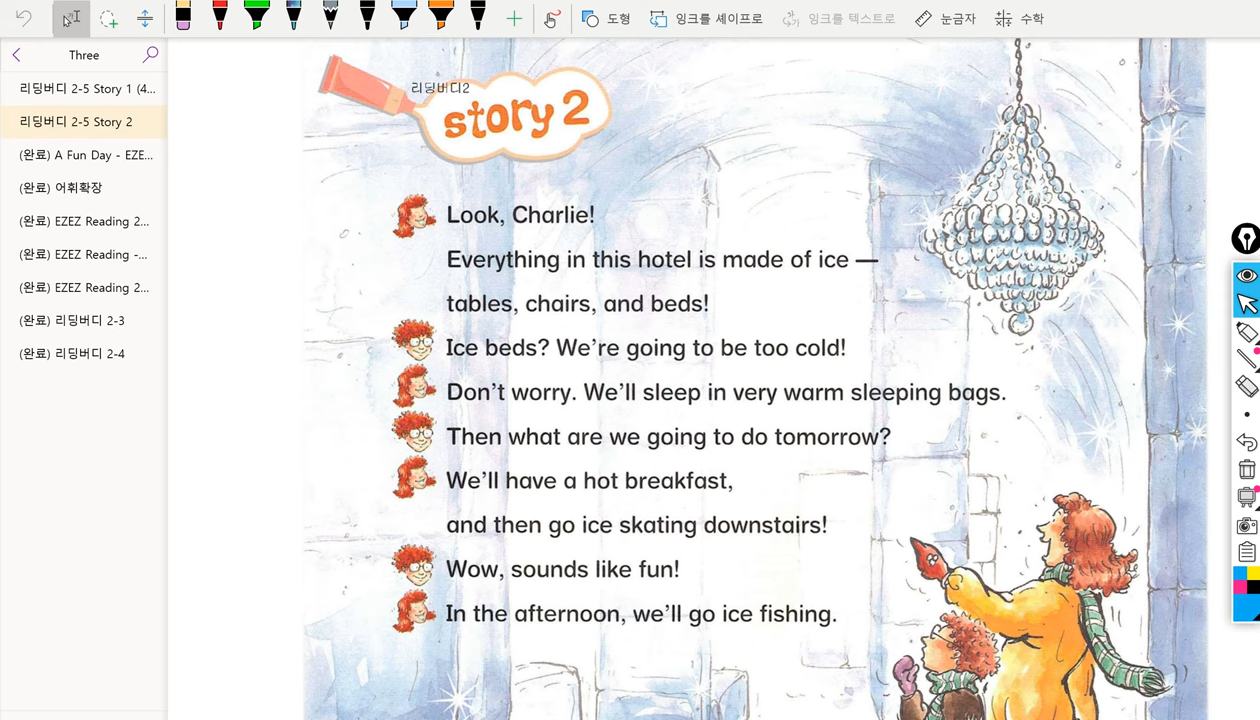 도형
잉크를 셰이프로
잉크를 텍스트로
눈금자
수학
Three
리딩버디 2-5 Story 1 (4...
리딩버디 2-5 Story 2
(완료) A Fun Day - EZE...
(완료) 어휘확장
(완료) EZEZ Reading 2...
(완료) EZEZ Reading -...
(완료) EZEZ Reading 2...
(완료) 리딩버디 2-3
(완료) 리딩버디 2-4
리딩버디2
story 2
Look, Charlie!
Everything in this hotel is made of ice —
tables, chairs, and beds!
Ice beds? We're going to be too cold!
Don't worry. We'll sleep in very warm sleeping bags.
Then what are we going to do tomorrow?
We'll have a hot breakfast,
and then go ice skating downstairs!
Wow, sounds like fun!
In the afternoon, we'll go ice fishing.